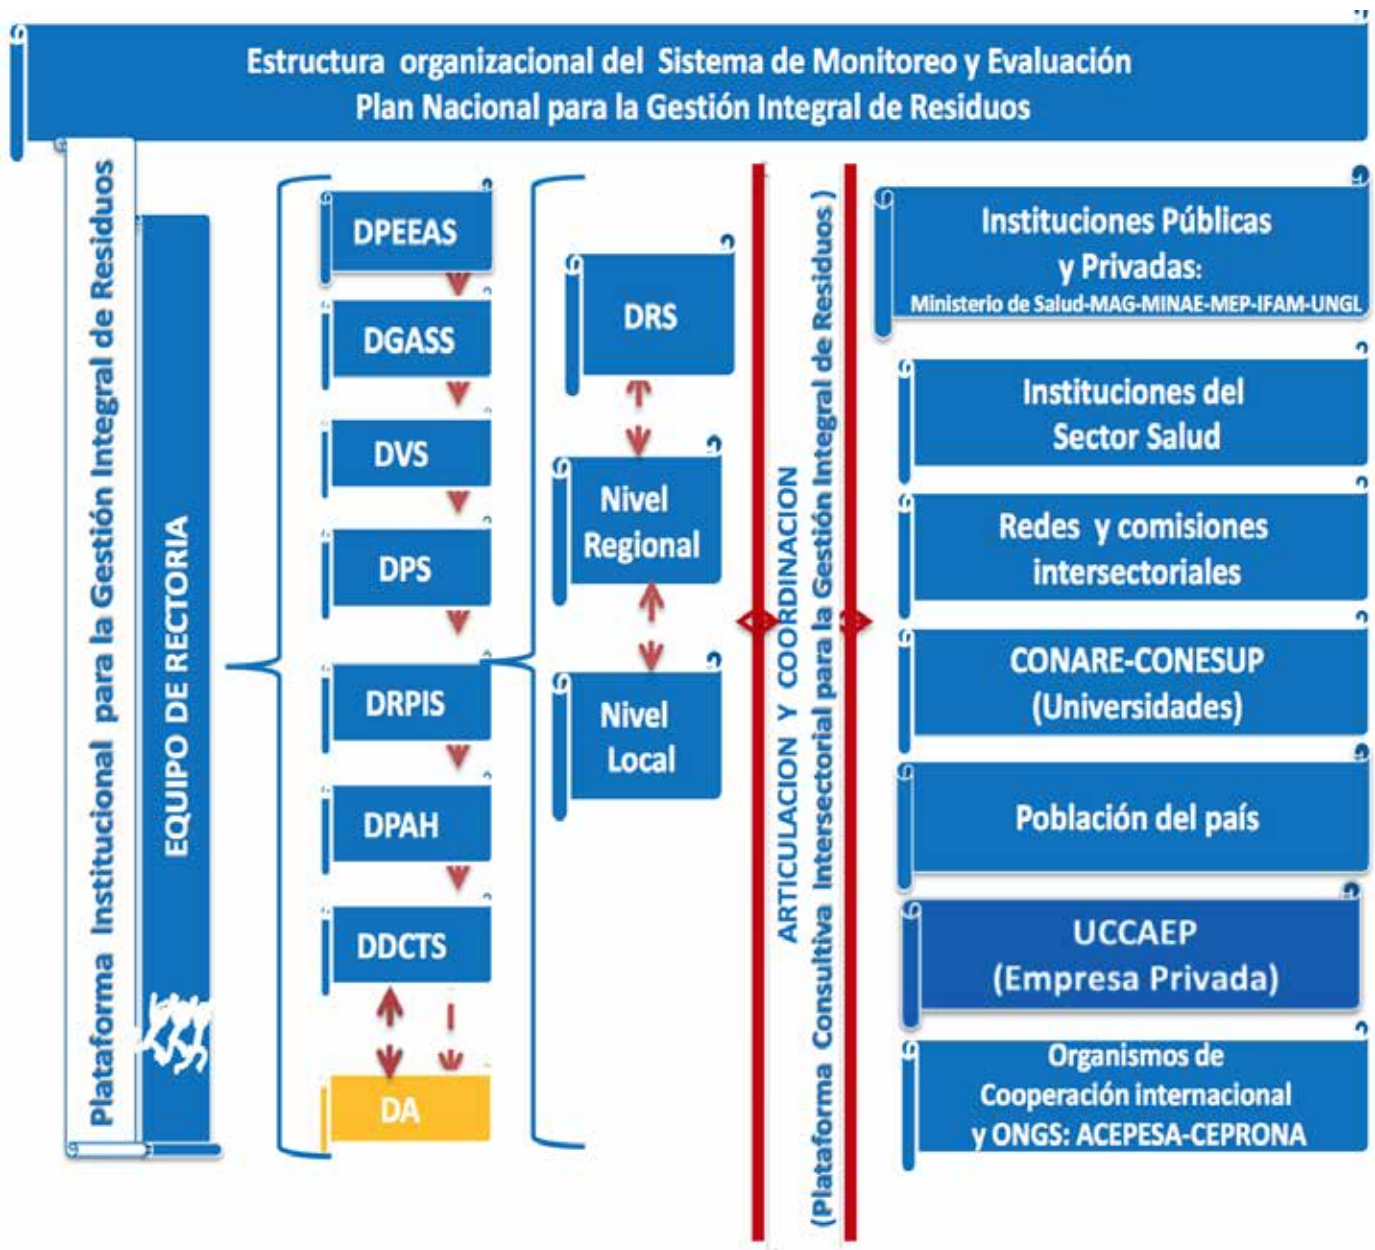 Estructura organizacional del Sistema de Monitoreo y Evaluación
Plan Nacional para la Gestión Integral de Residuos
Plataforma Institucional para la Gestión Integral de Residuos
EQUIPO DE RECTORIA
DPEEAS
DGASS
DVS
DPS
DRPIS
DPAH
DDCTS
DA
DRS
Nivel
Regional
Nivel
Local
ARTICULACION Y COORDINACION
(Plataforma Consultiva Intersectorial para la Gestión Integral de Residuos )
Instituciones Públicas
y Privadas:
Ministerio de Salud-MAG-MINAE-MEP-IFAM-UNGL
Instituciones del
Sector Salud
Redes y comisiones
intersectoriales
CONARE-CONESUP
(Universidades)
Población del país
UCCAEP
(Empresa Privada)
Organismos de
Cooperación internacional
y ONGS: ACEPESA-CEPRONA